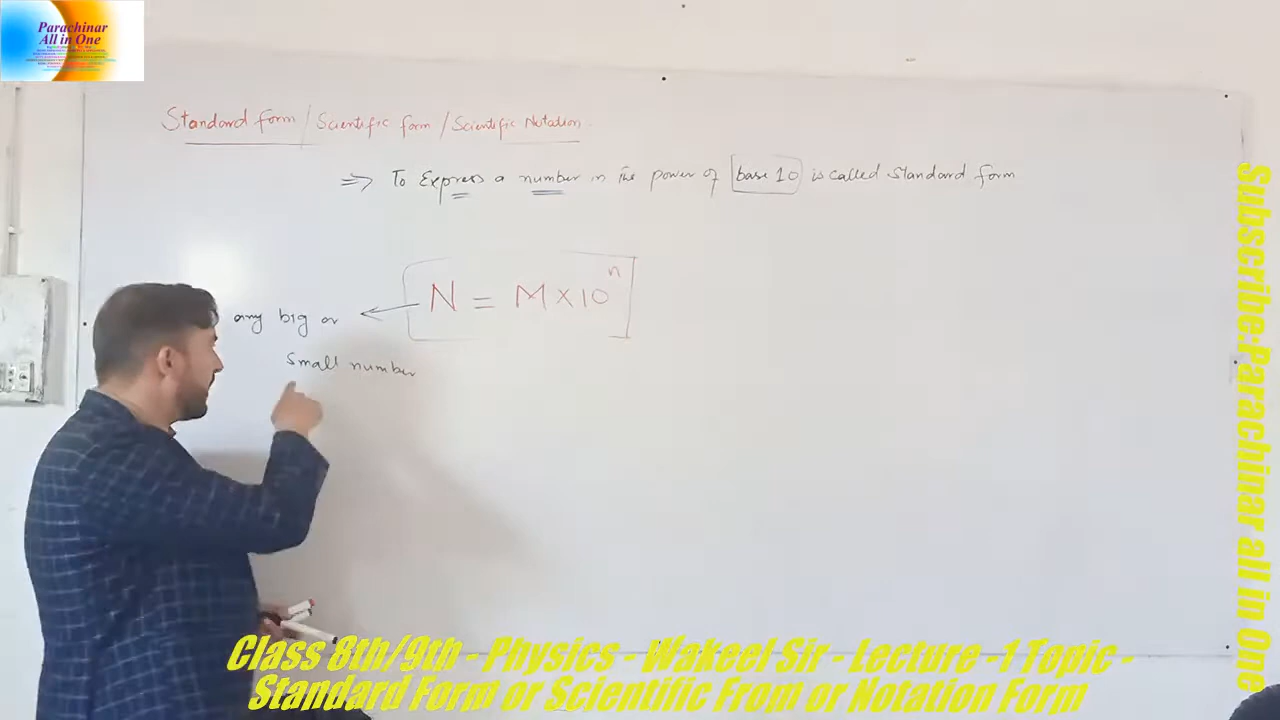 Parachinar
All in One
Standard form / Scientific form / Scientific Notation
⇒ To Express a number in the power of base 10 is called Standard form
N = M × 10ⁿ
any big or
small number
Subscribe.Parachinar all in One
Class 8th/9th - Physics - Wakeel Sir - Lecture -1 Topic -
Standard Form or Scientific From or Notation Form